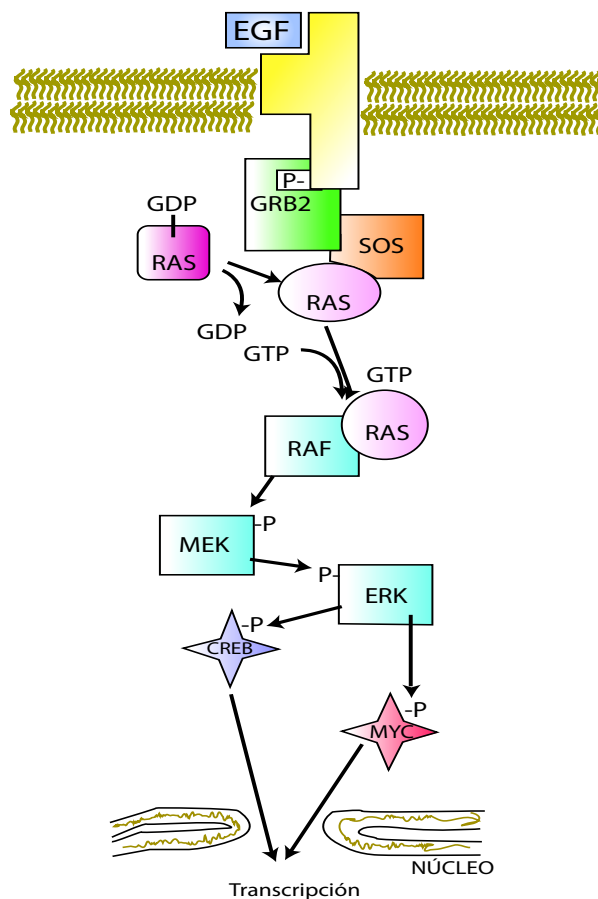 EGF
P-
GRB2
GDP
SOS
RAS
RAS
GDP
GTP
GTP
RAS
RAF
-P
MEK
P-
ERK
-P
CREB
-P
MYC
NÚCLEO
Transcripción